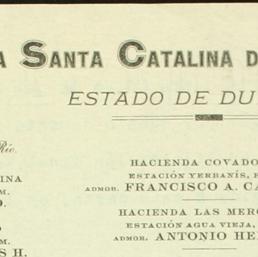 A SANTA CATALINA D
ESTADO DE DU
Río.
INA
M.
O.
O
M.
S H.
HACIENDA COVADO
ESTACIÓN YERBANÍS, F
ADMOR. FRANCISCO A. CA
HACIENDA LAS MERC
ESTACIÓN AGUA VIEJA,
ADMOR. ANTONIO HE